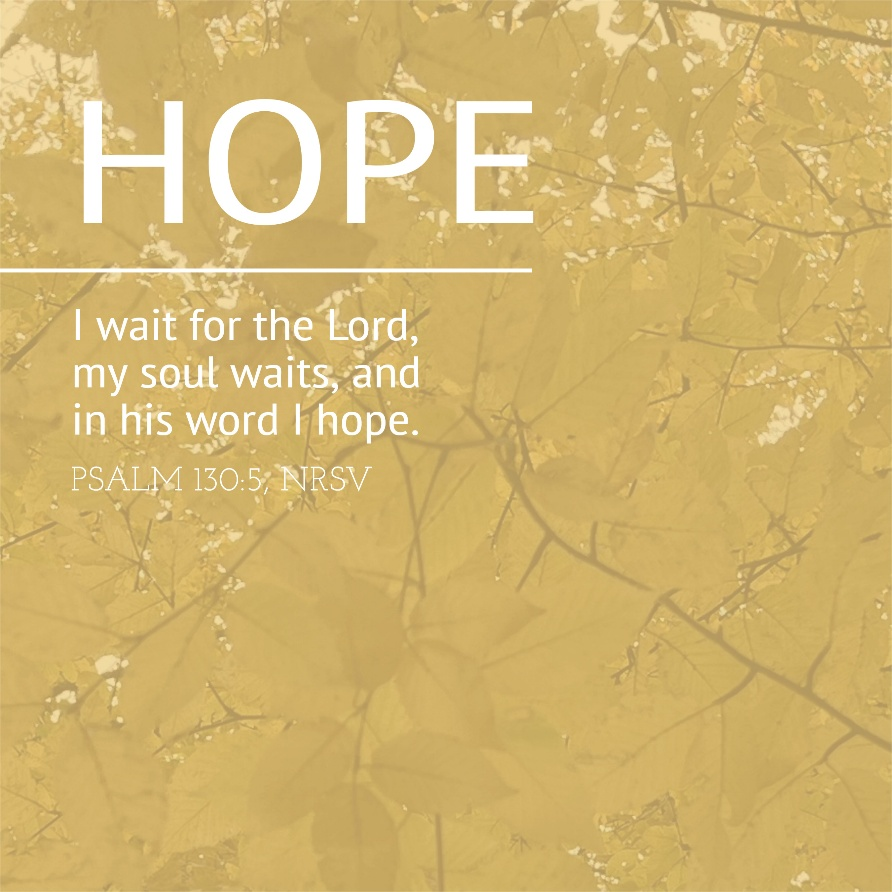 HOPE
I wait for the Lord,
my soul waits, and
in his word I hope.
PSALM 130:5, NRSV